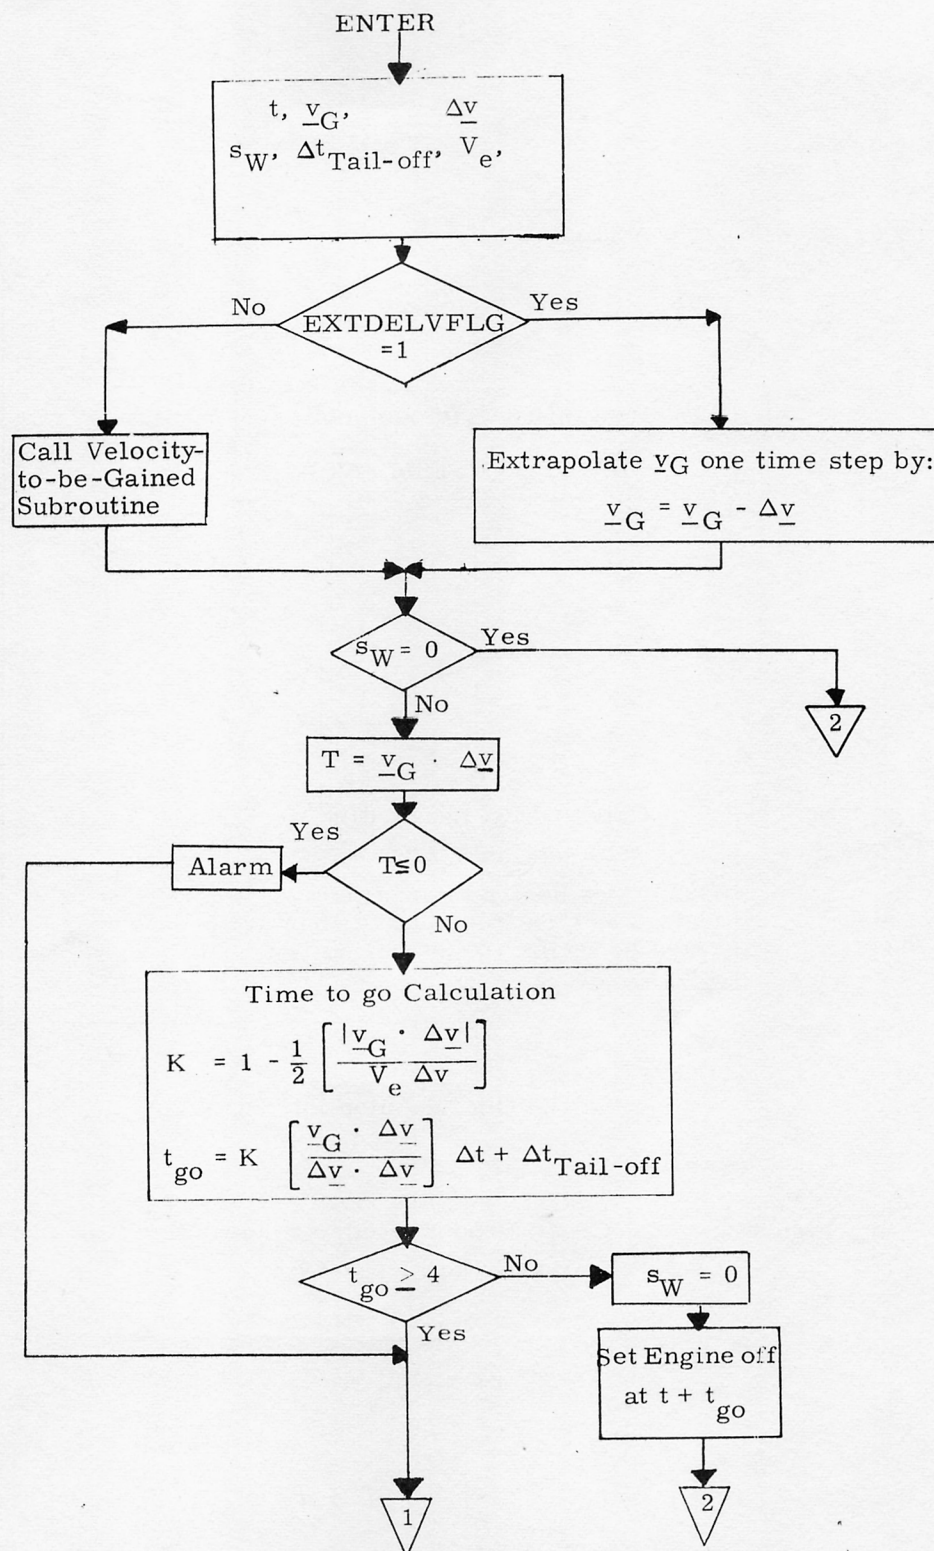 ENTER
t, v_G, Δv
s_W, Δt_Tail-off, V_e,
EXTDELVFLG
=1
No
Yes
Call Velocity-
to-be-Gained
Subroutine
Extrapolate v_G one time step by:
v_G = v_G - Δv
s_W = 0
Yes
No
2
T = v_G · Δv
T≦0
Yes
Alarm
No
Time to go Calculation
K = 1 - 1/2 [ |v_G · Δv| / V_e Δv ]
t_go = K [ v_G · Δv / Δv · Δv ] Δt + Δt_Tail-off
t_go ≥ 4
No
s_W = 0
Yes
Set Engine off
at t + t_go
1
2